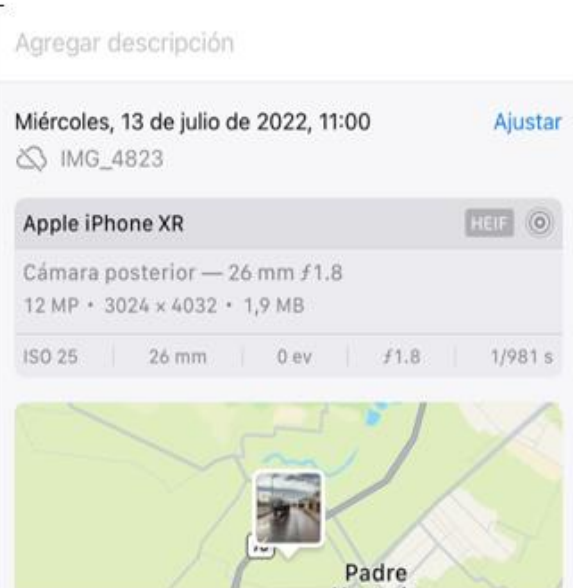 Agregar descripción
Miércoles, 13 de julio de 2022, 11:00 Ajustar
IMG_4823
Apple iPhone XR HEIF
Cámara posterior — 26 mm ƒ1.8
12 MP • 3024 × 4032 • 1,9 MB
ISO 25 26 mm 0 ev ƒ1.8 1/981 s
Padre